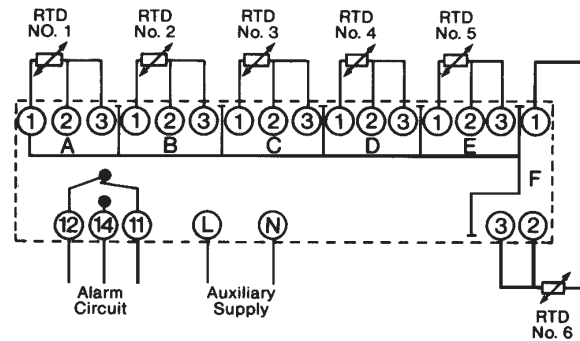 RTD NO. 1
RTD No. 2
RTD No. 3
RTD No. 4
RTD No. 5
1 2 3 1 2 3 1 2 3 1 2 3 1 2 3 1
A B C D E
F
12 14 11 L N 3 2
Alarm Circuit
Auxiliary Supply
RTD No. 6